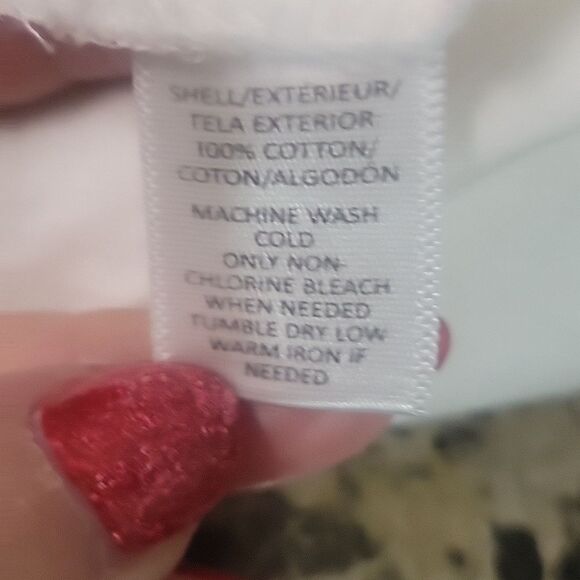 SHELL/EXTÉRIEUR/
TELA EXTERIOR
100% COTTON/
COTON/ALGODÓN
MACHINE WASH
COLD
ONLY NON-
CHLORINE BLEACH
WHEN NEEDED
TUMBLE DRY LOW
WARM IRON IF
NEEDED